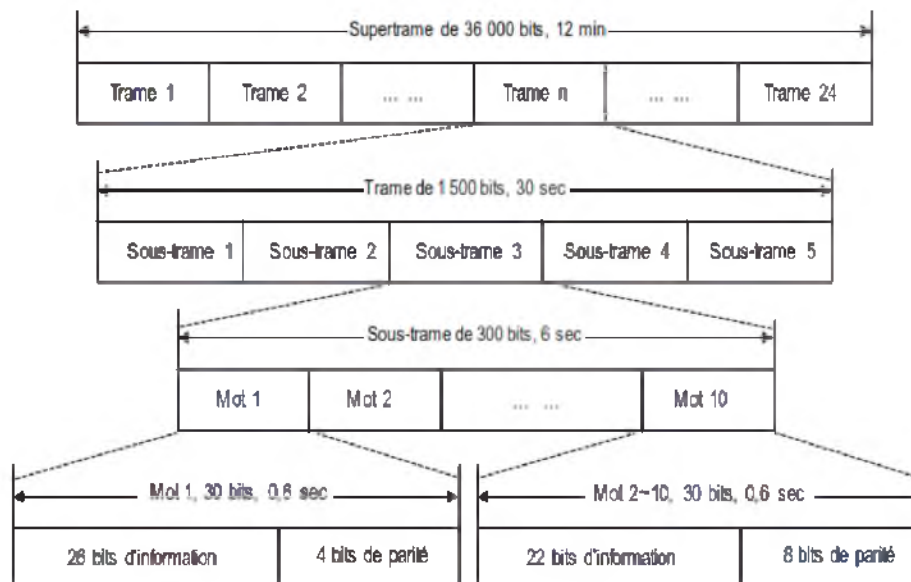 Supertrame de 36 000 bits, 12 min
Trame 1 Trame 2 ... ... Trame n ... ... Trame 24
Trame de 1 500 bits, 30 sec
Sous-trame 1 Sous-trame 2 Sous-trame 3 Sous-trame 4 Sous-trame 5
Sous-trame de 300 bits, 6 sec
Mot 1 Mot 2 ... ... Mot 10
Mot 1, 30 bits, 0,6 sec Mot 2~10, 30 bits, 0,6 sec
26 bits d'information 4 bits de parité 22 bits d'information 8 bits de parité